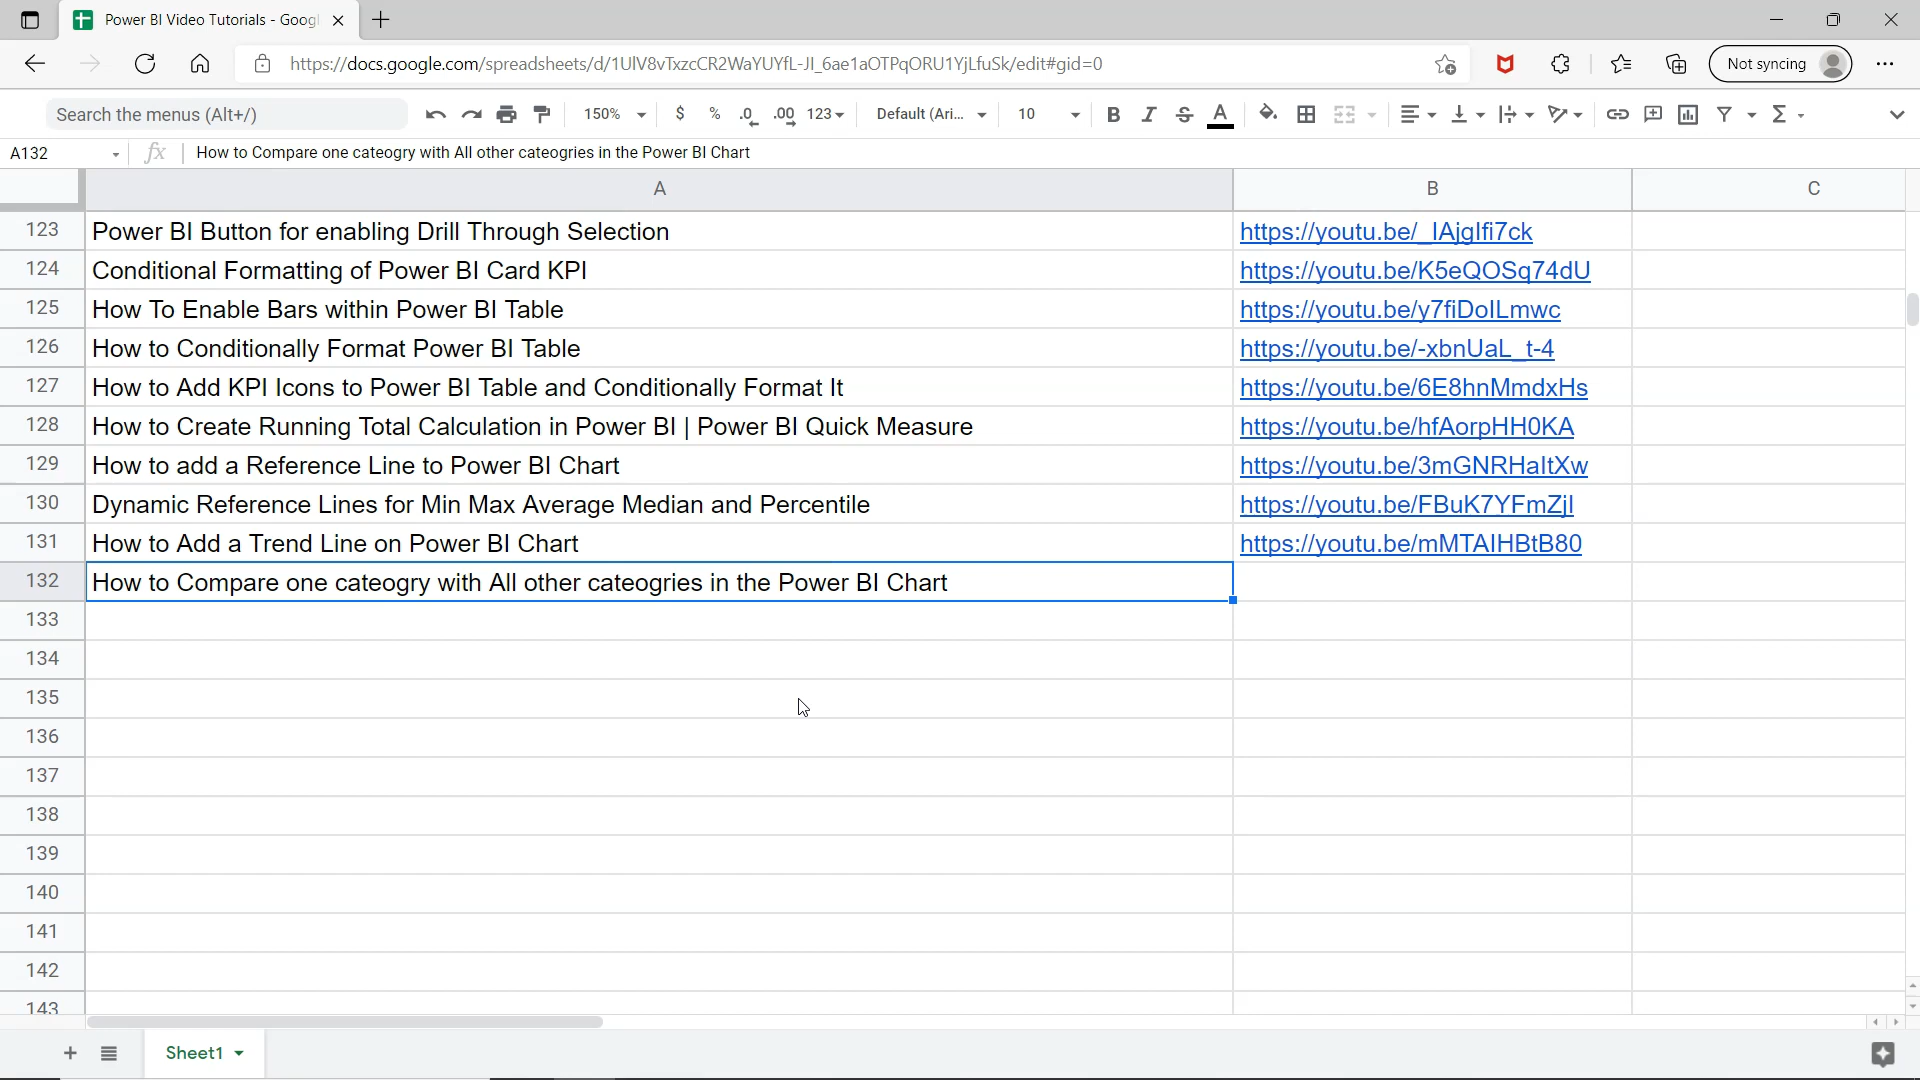 Power BI Video Tutorials - Goog
https://docs.google.com/spreadsheets/d/1UlV8vTxzcCR2WaYUYfL-JI_6ae1aOTPqORU1YjLfuSk/edit#gid=0
Not syncing
Search the menus (Alt+/)
150%
$
%
.0
.00
123
Default (Ari...
10
B
I
S
A
A132
fx
How to Compare one cateogry with All other cateogries in the Power BI Chart
A B C
123 Power BI Button for enabling Drill Through Selection https://youtu.be/_IAjglfi7ck
124 Conditional Formatting of Power BI Card KPI https://youtu.be/K5eQOSq74dU
125 How To Enable Bars within Power BI Table https://youtu.be/y7fiDolLmwc
126 How to Conditionally Format Power BI Table https://youtu.be/-xbnUaL_t-4
127 How to Add KPI Icons to Power BI Table and Conditionally Format It https://youtu.be/6E8hnMmdxHs
128 How to Create Running Total Calculation in Power BI | Power BI Quick Measure https://youtu.be/hfAorpHH0KA
129 How to add a Reference Line to Power BI Chart https://youtu.be/3mGNRHaltXw
130 Dynamic Reference Lines for Min Max Average Median and Percentile https://youtu.be/FBuK7YFmZjI
131 How to Add a Trend Line on Power BI Chart https://youtu.be/mMTAIHBtB80
132 How to Compare one cateogry with All other cateogries in the Power BI Chart
133
134
135
136
137
138
139
140
141
142
143
Sheet1